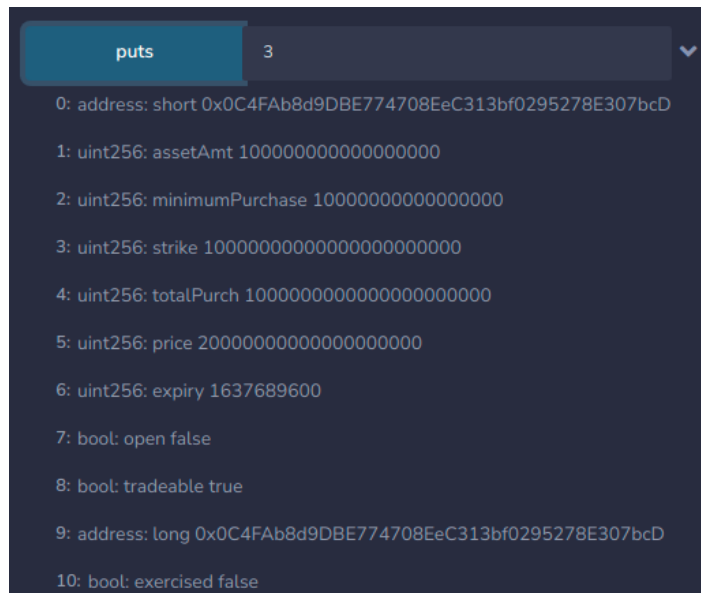 puts 3
0: address: short 0x0C4FAb8d9DBE774708EeC313bf0295278E307bcD
1: uint256: assetAmt 100000000000000000
2: uint256: minimumPurchase 10000000000000000
3: uint256: strike 10000000000000000000000
4: uint256: totalPurch 1000000000000000000000
5: uint256: price 20000000000000000000
6: uint256: expiry 1637689600
7: bool: open false
8: bool: tradeable true
9: address: long 0x0C4FAb8d9DBE774708EeC313bf0295278E307bcD
10: bool: exercised false